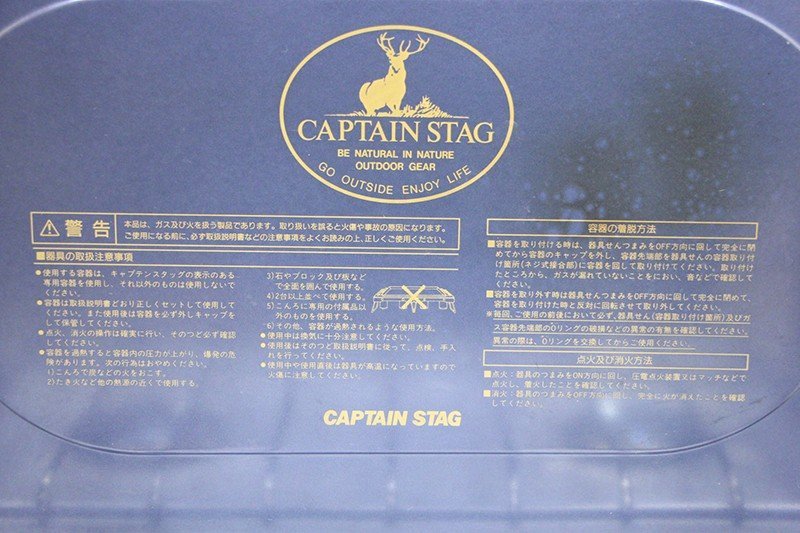 CAPTAIN STAG
BE NATURAL IN NATURE
OUTDOOR GEAR
GO OUTSIDE ENJOY LIFE
警告
本品は、ガス及び火を扱う製品であります。取り扱いを誤ると火傷や事故の原因になります。
ご使用になる前に、必ず取扱説明書などの注意事項をよくお読みの上、正しくご使用ください。
■器具の取扱注意事項
●使用する容器は、キャプテンスタッグの表示のある
専用容器を使用し、それ以外のものは使用しないで
ください。
●容器は取扱説明書どおり正しくセットして使用して
ください。また使用後は容器を必ず外しキャップを
して保管してください。
●点火、消火の操作は確実に行い、そのつど必ず確認
してください。
●容器を過熱すると容器内の圧力が上がり、爆発の危
険があります。次の行為はおやめください。
1)こんろで炭などの火をおこす。
2)たき火など他の熱源の近くで使用する。
3)石やブロック及び板など
で全面を囲んで使用する。
4)2台以上並べて使用する。
5)こんろに専用の付属品以
外のものを使用する。
6)その他、容器が過熱されるような使用方法。
●使用中は換気に十分注意してください。
●使用後はそのつど取扱説明書に従って、点検、手入
れを行ってください。
●使用中や使用直後は器具が高温になっていますので
火傷に注意してください。
容器の着脱方法
■容器を取り付ける時は、器具せんつまみをOFF方向に回して完全に閉
めてから容器のキャップを外し、容器先端部を器具せんの容器取り付
け箇所(ネジ式接合部)に容器を回して取り付けてください。取り付け
たところから、ガスが漏れていないことをにおい、音などで確認して
ください。
■容器を取り外す時は器具せんつまみをOFF方向に回して完全に閉めて、
容器を取り付けた時と反対に回転させて取り外してください。
※毎回、ご使用の前において必ず、器具せん(容器取り付け箇所)及びガ
ス容器先端部のOリングの破損などの異常の有無を確認してください。
異常の際は、Oリングを交換してからご使用ください。
点火及び消火方法
■点火:器具のつまみをON方向に回し、圧電点火装置又はマッチなどで
点火し、着火したことを確認してください。
■消火:器具のつまみをOFF方向に回し、完全に火が消えたことを確認
してください。
CAPTAIN STAG